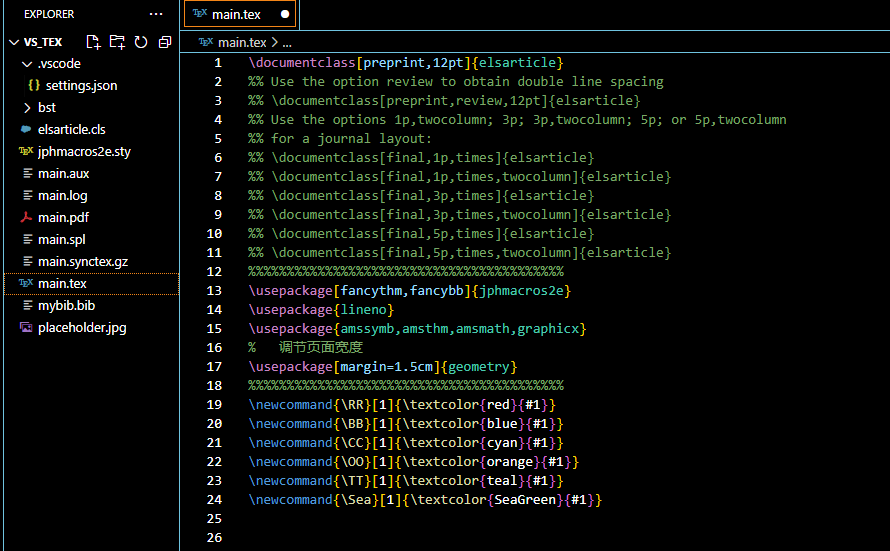 EXPLORER
VS_TEX
.vscode
{} settings.json
bst
elsarticle.cls
TEX jphmacros2e.sty
main.aux
main.log
main.pdf
main.spl
main.synctex.gz
TEX main.tex
mybib.bib
placeholder.jpg
TEX main.tex
TEX main.tex > ...
1 \documentclass[preprint,12pt]{elsarticle}
2 %% Use the option review to obtain double line spacing
3 %% \documentclass[preprint,review,12pt]{elsarticle}
4 %% Use the options 1p,twocolumn; 3p; 3p,twocolumn; 5p; or 5p,twocolumn
5 %% for a journal layout:
6 %% \documentclass[final,1p,times]{elsarticle}
7 %% \documentclass[final,1p,times,twocolumn]{elsarticle}
8 %% \documentclass[final,3p,times]{elsarticle}
9 %% \documentclass[final,3p,times,twocolumn]{elsarticle}
10 %% \documentclass[final,5p,times]{elsarticle}
11 %% \documentclass[final,5p,times,twocolumn]{elsarticle}
12 %%%%%%%%%%%%%%%%%%%%%%%%%%%%%%%%%%%%%%%%%
13 \usepackage[fancythm,fancybb]{jphmacros2e}
14 \usepackage{lineno}
15 \usepackage{amssymb,amsthm,amsmath,graphicx}
16 % 调节页面宽度
17 \usepackage[margin=1.5cm]{geometry}
18 %%%%%%%%%%%%%%%%%%%%%%%%%%%%%%%%%%%%%%%%%
19 \newcommand{\RR}[1]{\textcolor{red}{#1}}
20 \newcommand{\BB}[1]{\textcolor{blue}{#1}}
21 \newcommand{\CC}[1]{\textcolor{cyan}{#1}}
22 \newcommand{\OO}[1]{\textcolor{orange}{#1}}
23 \newcommand{\TT}[1]{\textcolor{teal}{#1}}
24 \newcommand{\Sea}[1]{\textcolor{SeaGreen}{#1}}
25
26